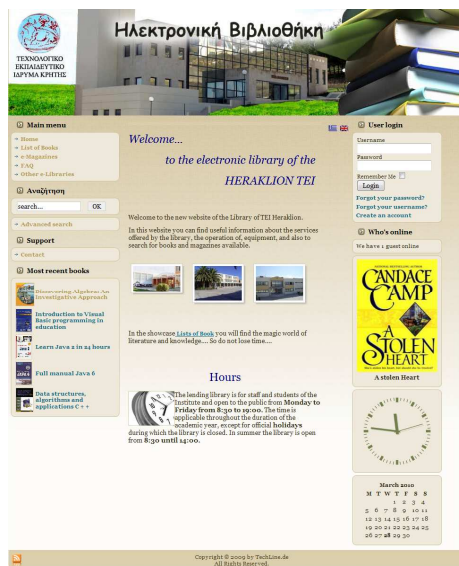 Ηλεκτρονική Βιβλιοθήκη
ΤΕΧΝΟΛΟΓΙΚΟ
ΕΚΠΑΙΔΕΥΤΙΚΟ
ΙΔΡΥΜΑ ΚΡΗΤΗΣ
Main menu
Home
List of Books
e-Magazines
FAQ
Other e-Libraries
Αναζήτηση
search... OK
Advanced search
Support
Contact
Most recent books
Discovering Algebra: An
Investigative Approach
Introduction to Visual
Basic programming in
education
Learn Java 2 in 24 hours
Full manual Java 6
Data structures,
algorithms and
applications C + +
Welcome...
to the electronic library of the
HERAKLION TEI
Welcome to the new website of the Library of TEI Heraklion.
In this website you can find useful information about the services
offered by the library, the operation of, equipment, and also to
search for books and magazines available.
In the showcase Lists of Book you will find the magic world of
literature and knowledge.... So do not lose time....
Hours
The lending library is for staff and students of the
Institute and open to the public from Monday to
Friday from 8:30 to 19:00. The time is
applicable throughout the duration of the
academic year, except for official holidays
during which the library is closed. In summer the library is open
from 8:30 until 14:00.
User login
Username
Password
Remember Me
Login
Forgot your password?
Forgot your username?
Create an account
Who's online
We have 1 guest online
CANDACE
CAMP
A
STOLEN
HEART
A stolen Heart
March 2010
M T W T F S S
1 2 3 4
5 6 7 8 9 10 11
12 13 14 15 16 17 18
19 20 21 22 23 24 25
26 27 28 29 30
Copyright © 2009 by TechLine.de
All Rights Reserved.